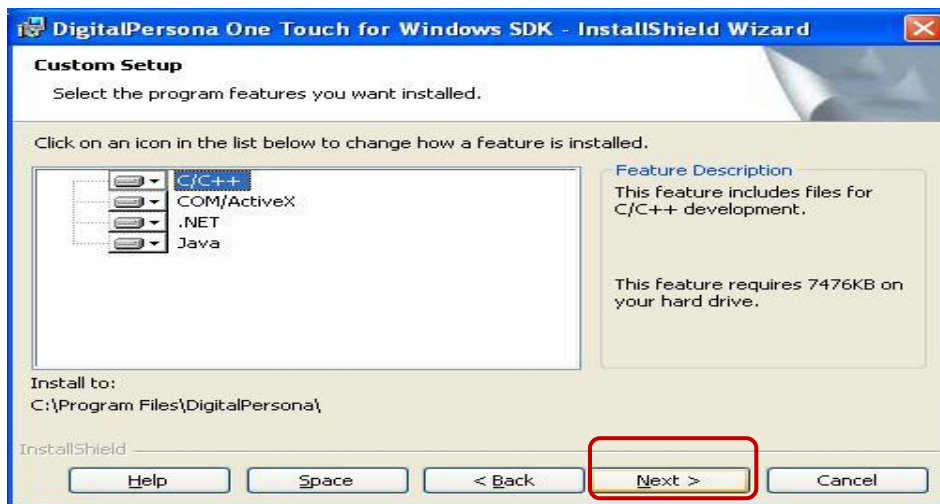 DigitalPersona One Touch for Windows SDK - InstallShield Wizard
Custom Setup
Select the program features you want installed.
Click on an icon in the list below to change how a feature is installed.
C/C++
COM/ActiveX
.NET
Java
Feature Description
This feature includes files for
C/C++ development.
This feature requires 7476KB on
your hard drive.
Install to:
C:\Program Files\DigitalPersona\
InstallShield
Help
Space
< Back
Next >
Cancel